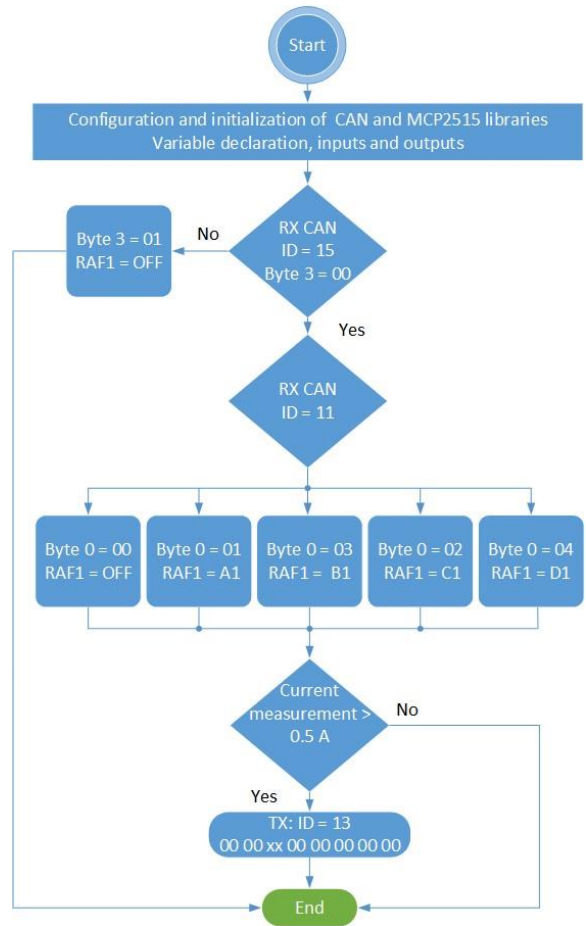 Start
Configuration and initialization of CAN and MCP2515 libraries
Variable declaration, inputs and outputs
Byte 3 = 01
RAF1 = OFF
No
RX CAN
ID = 15
Byte 3 = 00
Yes
RX CAN
ID = 11
Byte 0 = 00
RAF1 = OFF
Byte 0 = 01
RAF1 = A1
Byte 0 = 03
RAF1 = B1
Byte 0 = 02
RAF1 = C1
Byte 0 = 04
RAF1 = D1
Current
measurement >
0.5 A
No
Yes
TX: ID = 13
00 00 xx 00 00 00 00 00
End